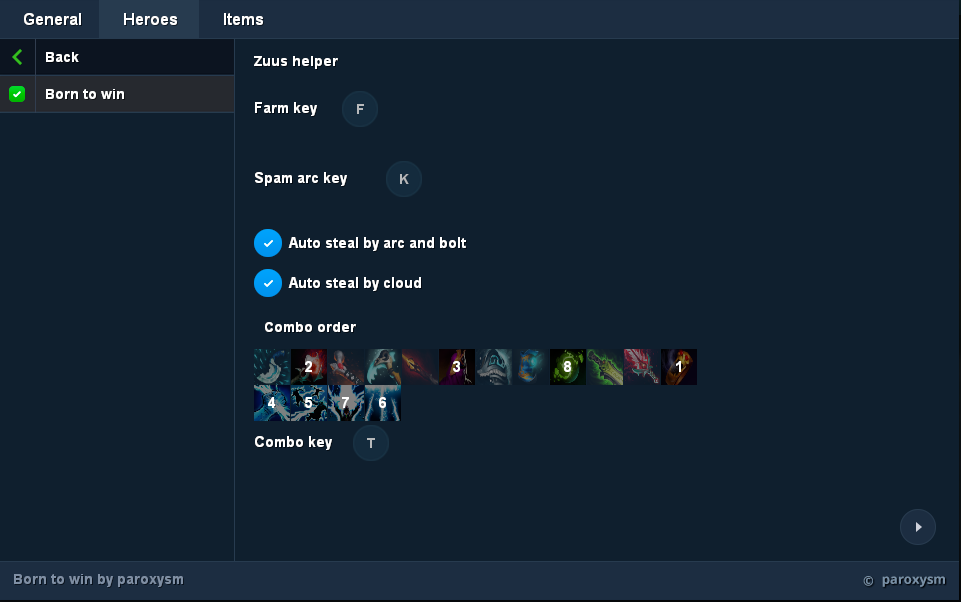 General Heroes Items
Back
Born to win
Zuus helper
Farm key F
Spam arc key K
Auto steal by arc and bolt
Auto steal by cloud
Combo order
2 3 8 1
4 5 7 6
Combo key T
Born to win by paroxysm © paroxysm